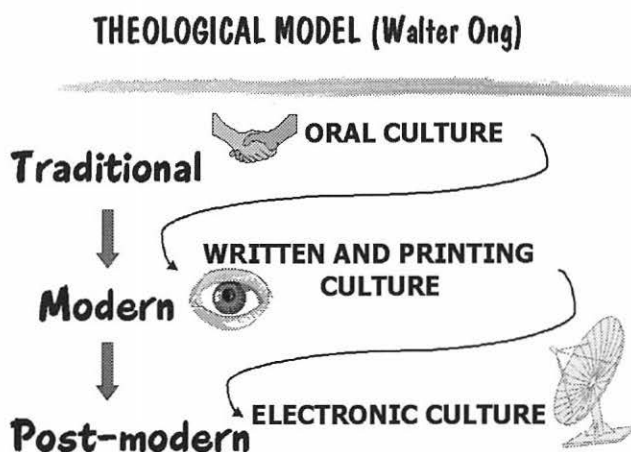 THEOLOGICAL MODEL (Walter Ong)
ORAL CULTURE
Traditional
WRITTEN AND PRINTING
CULTURE
Modern
ELECTRONIC CULTURE
Post-modern